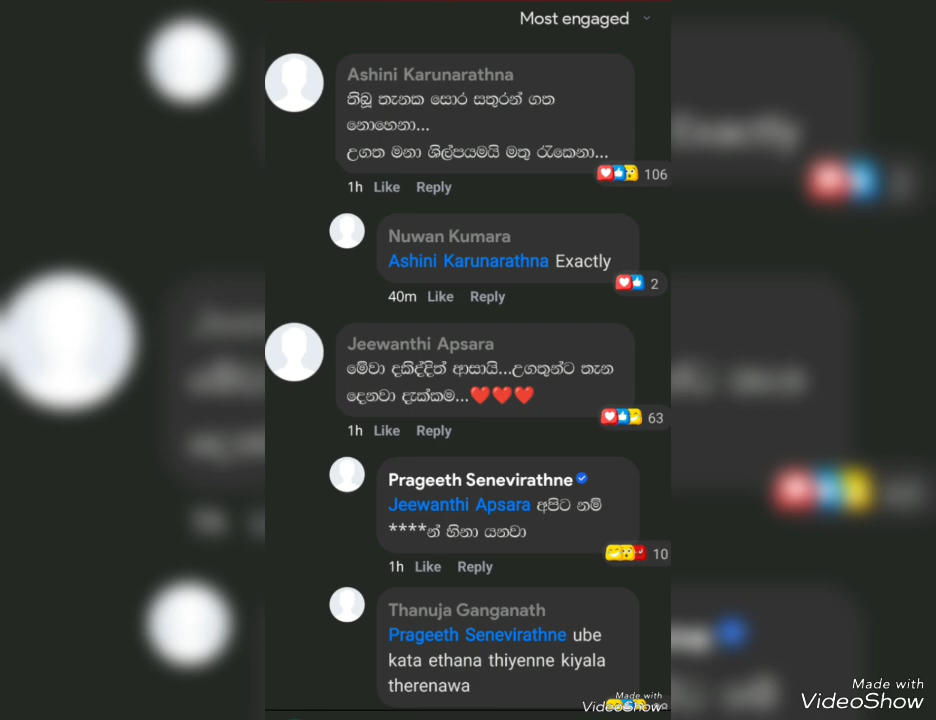 Most engaged
Ashini Karunarathna
තිබූ තැනක සොර සතුරන් ගත
නොහෙනා...
උගත මනා ශිල්පයමයි මතු රැකෙනා...
106
1h Like Reply
Nuwan Kumara
Ashini Karunarathna Exactly
2
40m Like Reply
Jeewanthi Apsara
මේවා දකිද්දිත් ආසායි...උගතුන්ට තැන
දෙනවා දැක්කම...❤️❤️❤️
63
1h Like Reply
Prageeth Senevirathne
Jeewanthi Apsara අපිට නම්
****න් හිනා යනවා
10
1h Like Reply
Thanuja Ganganath
Prageeth Senevirathne ube
kata ethana thiyenne kiyala
therenawa
Made with
VideoShow
Made with
VideoShow